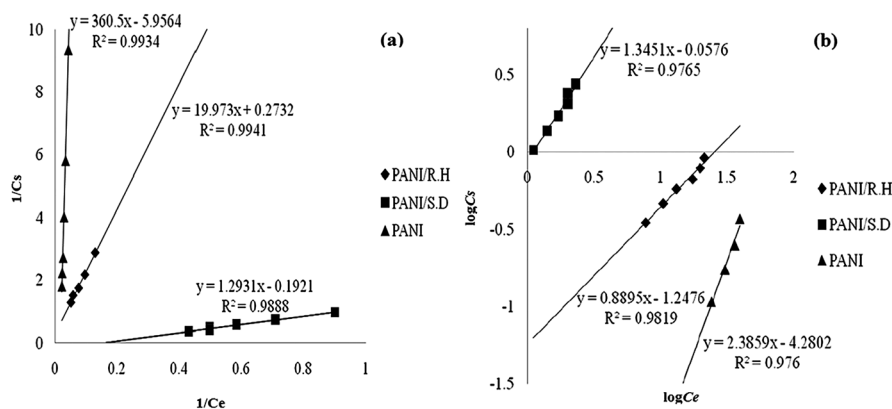 y = 360.5x - 5.9564
R² = 0.9934
(a)
y = 19.973x + 0.2732
R² = 0.9941
y = 1.2931x - 0.1921
R² = 0.9888
10
8
6
4
2
0
1/Cs
0
0.2
0.4
0.6
0.8
1
1/Ce
PANI/R.H
PANI/S.D
PANI
y = 1.3451x - 0.0576
R² = 0.9765
(b)
0.5
0
-0.5
-1
-1.5
logCs
0
0.5
1
1.5
2
y = 0.8895x - 1.2476
R² = 0.9819
y = 2.3859x - 4.2802
R² = 0.976
logCe
PANI/R.H
PANI/S.D
PANI